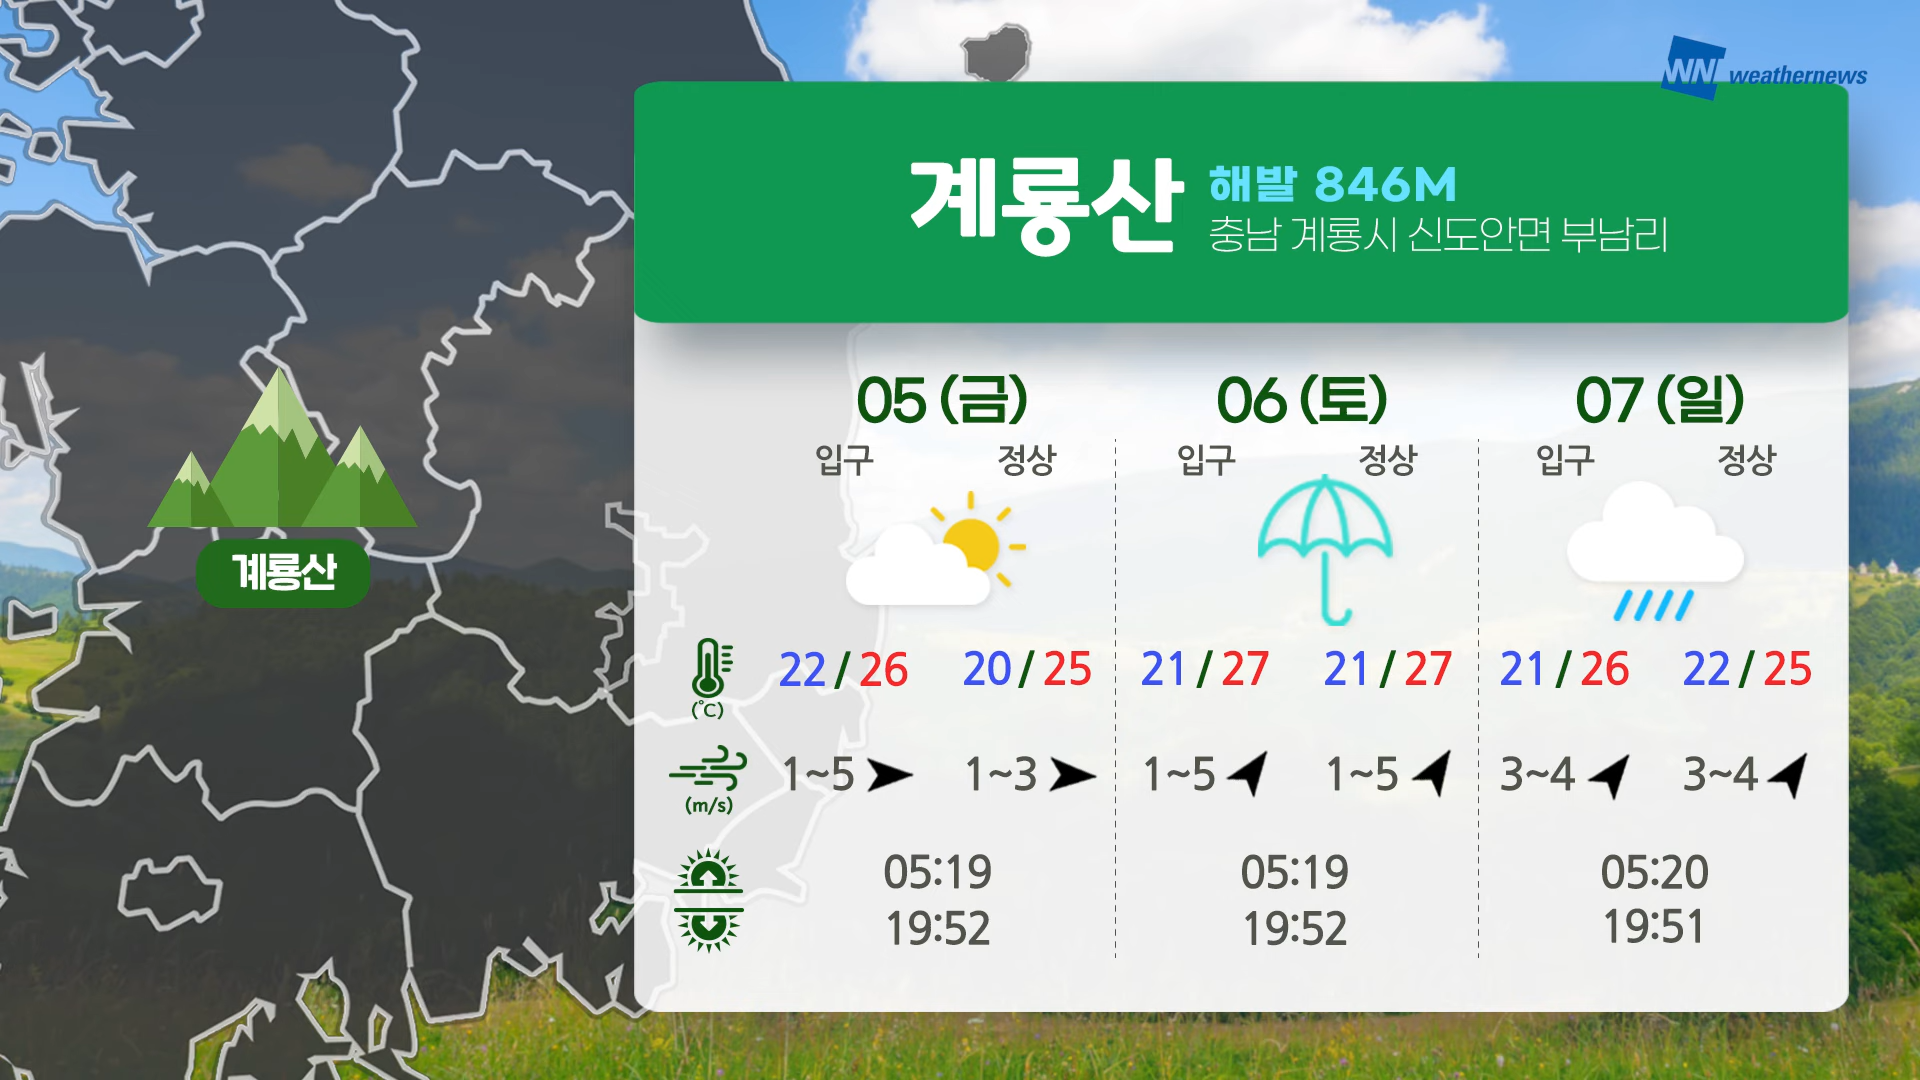 WN weathernews
계룡산
해발 846M
충남 계룡시 신도안면 부남리
05 (금) 06 (토) 07 (일)
입구 정상 입구 정상 입구 정상
계룡산
(℃) 22 / 26 20 / 25 21 / 27 21 / 27 21 / 26 22 / 25
(m/s) 1~5 1~3 1~5 1~5 3~4 3~4
05:19 05:19 05:20
19:52 19:52 19:51